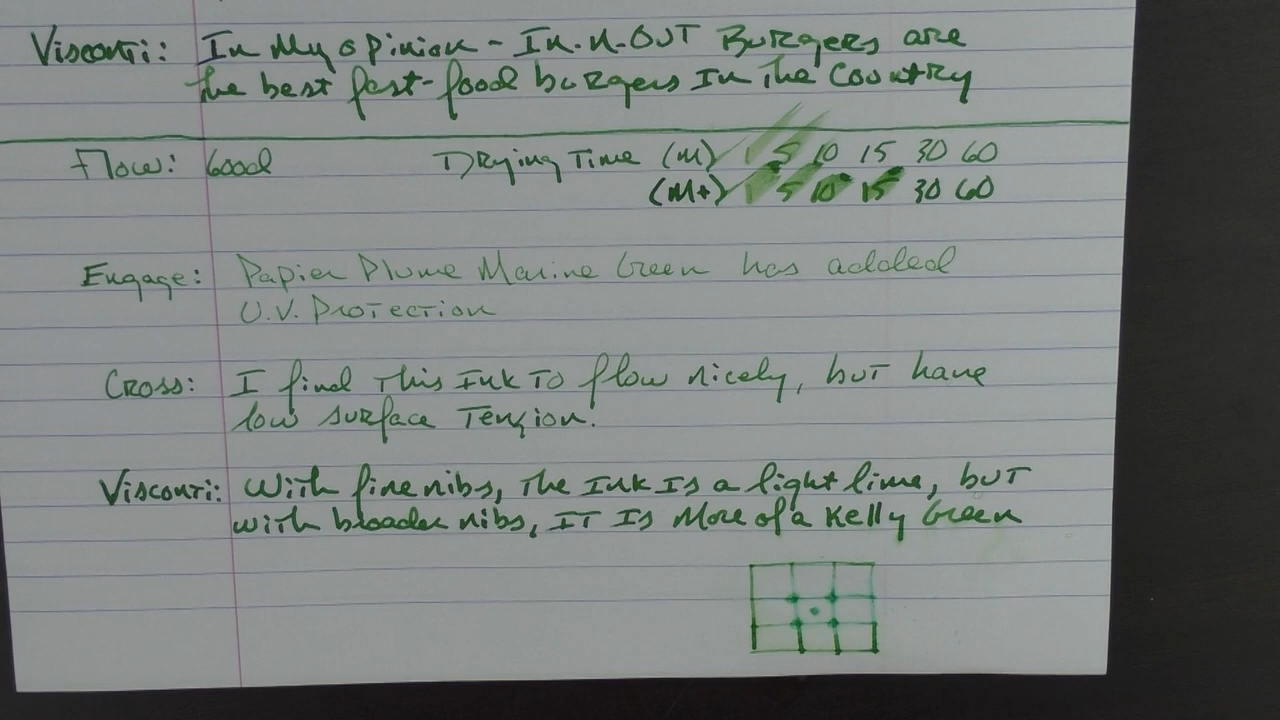 Visconti: In My opinion - In-n-Out Burgers are
the best fast-food burgers In the Country
Flow: Good Drying Time (M) 1 5 10 15 30 60
(M+) 1 5 10 15 30 60
Engage: Papier Plume Marine Green has added
U.V. Protection
Cross: I find This Ink To flow nicely, but have
low surface Tension.
Visconti: With fine nibs, the Ink Is a light lime, but
with broader nibs, IT Is More of a Kelly Green